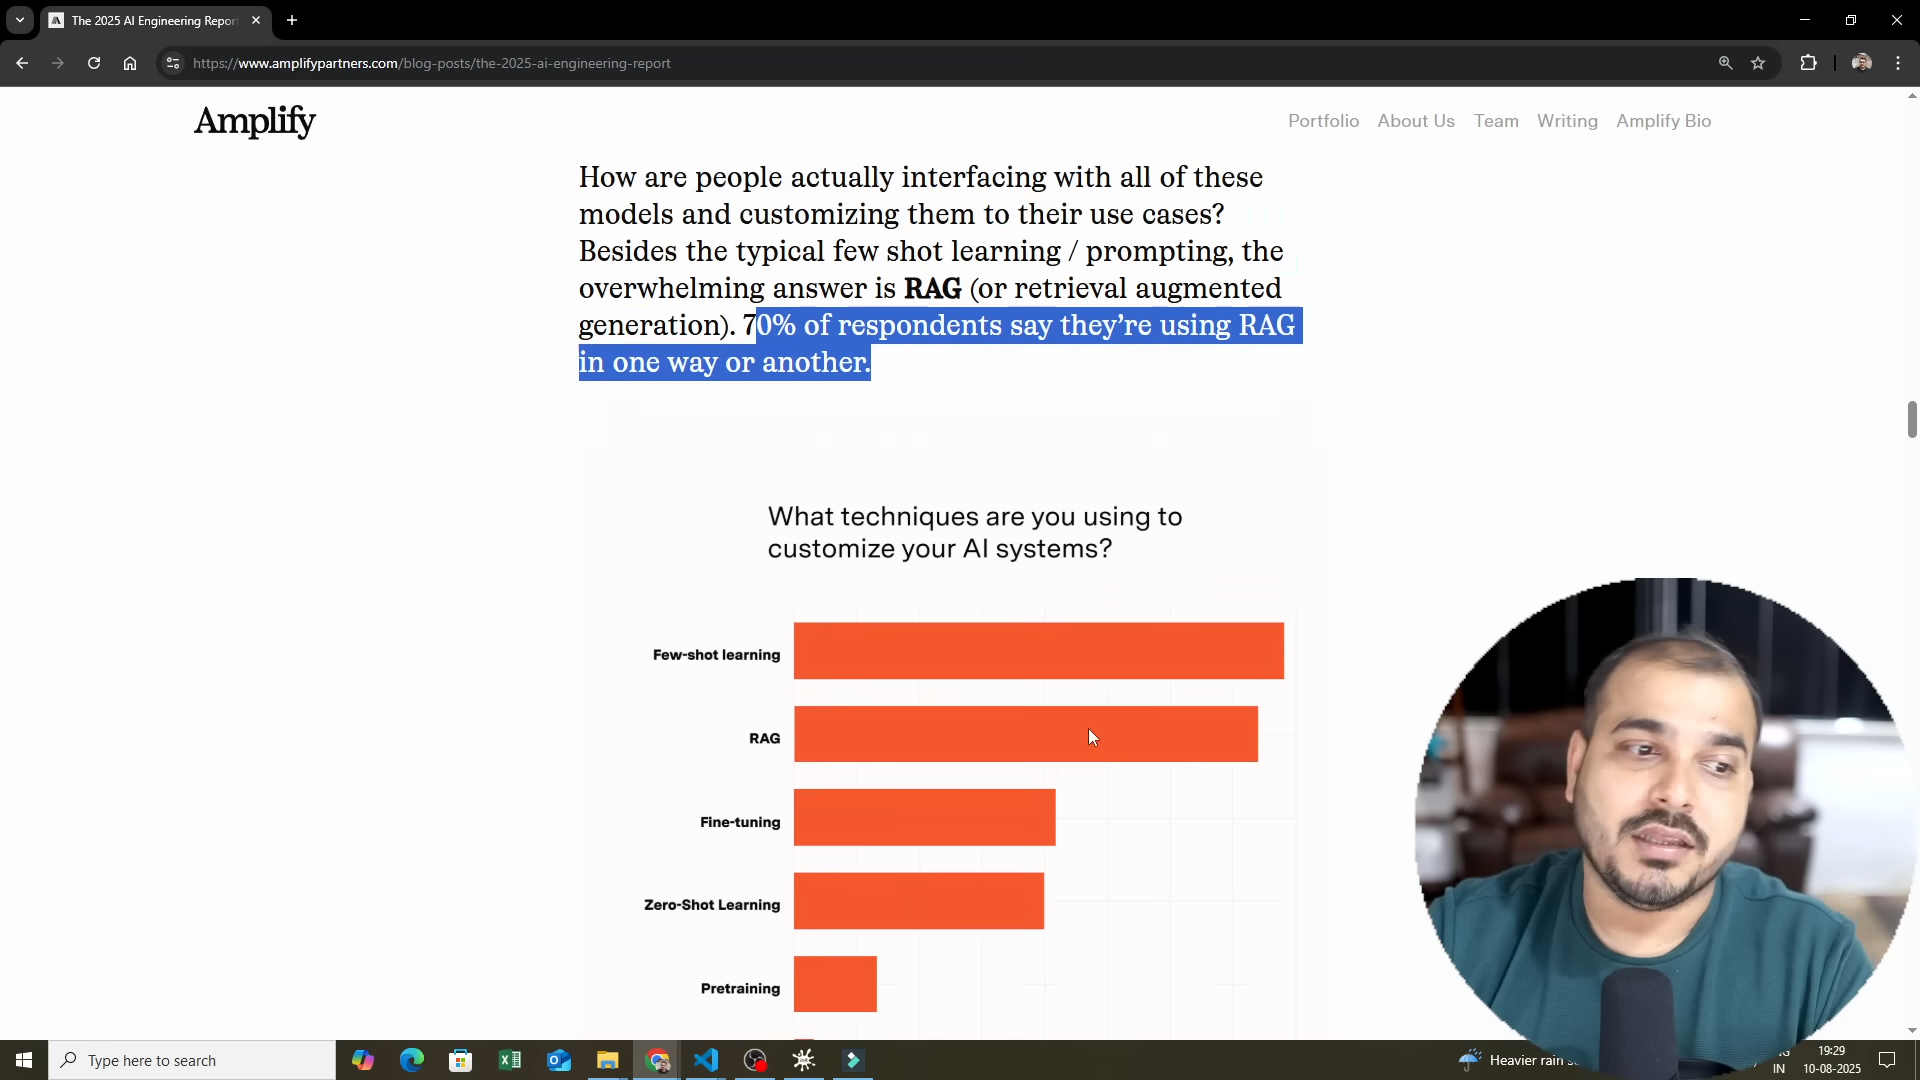 The 2025 AI Engineering Repor
https://www.amplifypartners.com/blog-posts/the-2025-ai-engineering-report
Amplify
Portfolio About Us Team Writing Amplify Bio
How are people actually interfacing with all of these
models and customizing them to their use cases?
Besides the typical few shot learning / prompting, the
overwhelming answer is RAG (or retrieval augmented
generation). 70% of respondents say they’re using RAG
in one way or another.
What techniques are you using to
customize your AI systems?
Few-shot learning
RAG
Fine-tuning
Zero-Shot Learning
Pretraining
Type here to search
Heavier rain
IN
19:29
10-08-2025